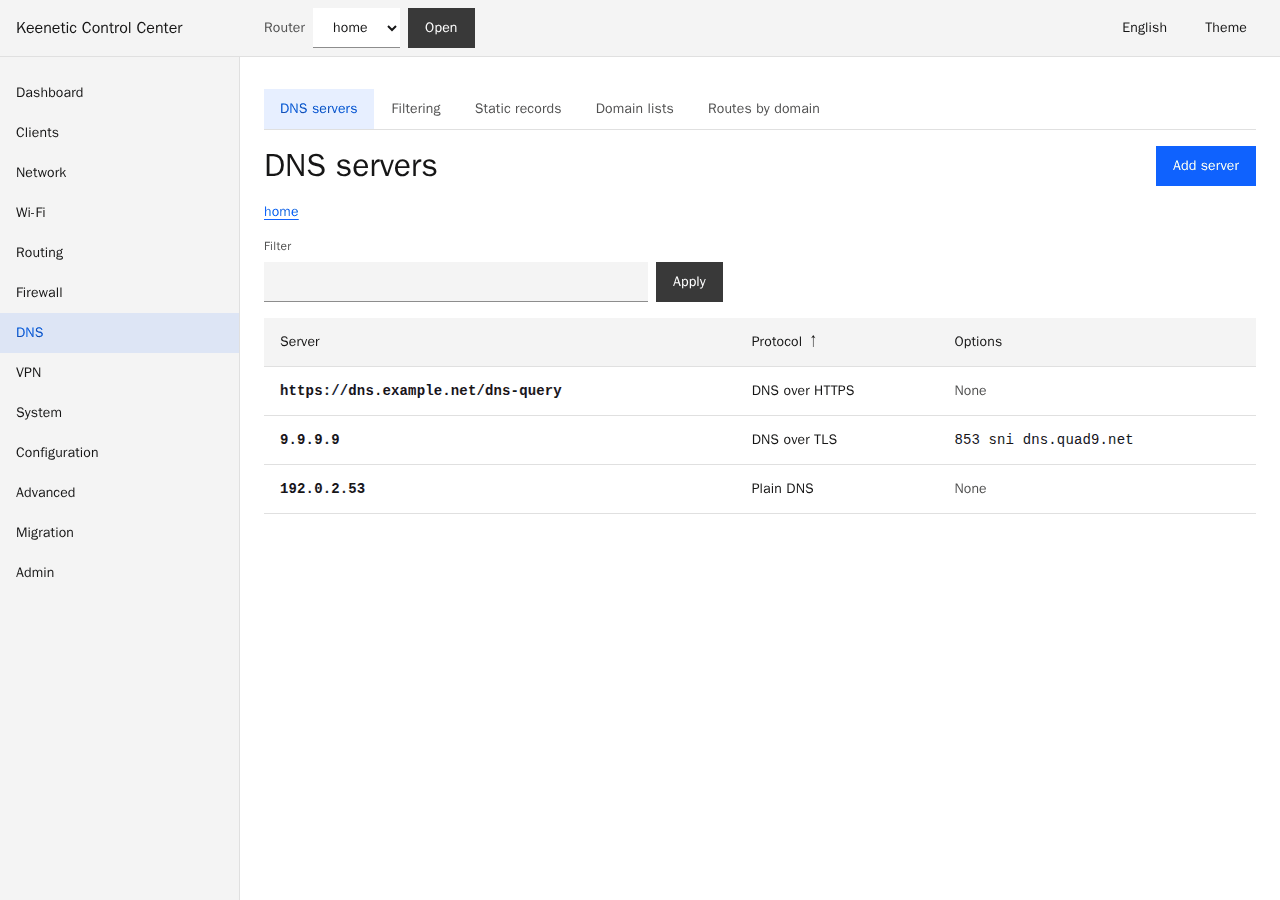 Keenetic Control Center
Router
home
Open
English
Theme
Dashboard
Clients
Network
Wi-Fi
Routing
Firewall
DNS
VPN
System
Configuration
Advanced
Migration
Admin
DNS servers
Filtering
Static records
Domain lists
Routes by domain
DNS servers
Add server
home
Filter
Apply
Server
Protocol ↑
Options
https://dns.example.net/dns-query
DNS over HTTPS
None
9.9.9.9
DNS over TLS
853 sni dns.quad9.net
192.0.2.53
Plain DNS
None